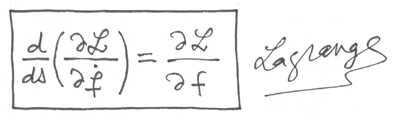 d/ds (∂ℒ/∂ḟ) = ∂ℒ/∂f Lagrange